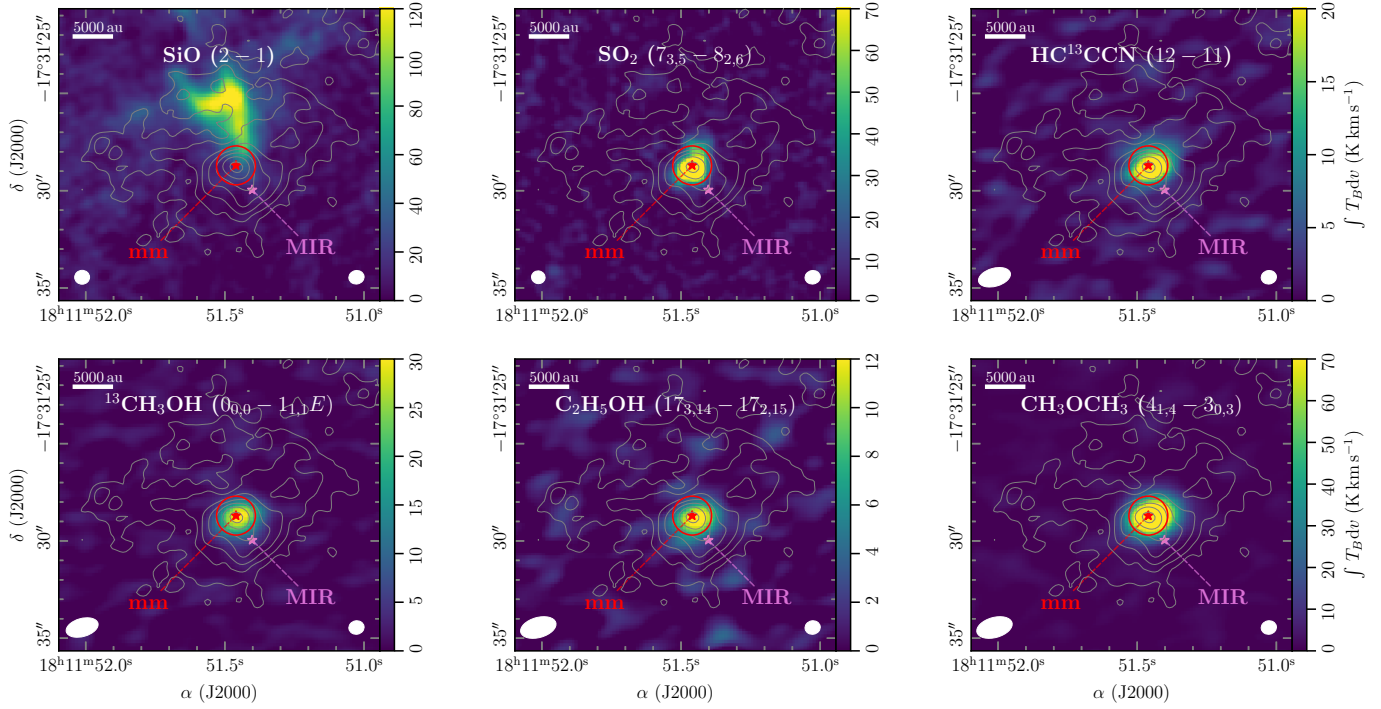 5000 au
SiO (2 − 1)
mm
MIR
δ (J2000)
−17°31′25″
30″
35″
18ʰ11ᵐ52.0ˢ
51.5ˢ
51.0ˢ
0
20
40
60
80
100
120
5000 au
SO₂ (7₃,₅ − 8₂,₆)
mm
MIR
−17°31′25″
30″
35″
18ʰ11ᵐ52.0ˢ
51.5ˢ
51.0ˢ
0
10
20
30
40
50
60
70
5000 au
HC¹³CCN (12 − 11)
mm
MIR
−17°31′25″
30″
35″
18ʰ11ᵐ52.0ˢ
51.5ˢ
51.0ˢ
0
5
10
15
20
∫ T_B dv (K km s⁻¹)
5000 au
¹³CH₃OH (0₀,₀ − 1₁,₁E)
mm
MIR
δ (J2000)
−17°31′25″
30″
35″
18ʰ11ᵐ52.0ˢ
51.5ˢ
51.0ˢ
α (J2000)
0
5
10
15
20
25
30
5000 au
C₂H₅OH (17₃,₁₄ − 17₂,₁₅)
mm
MIR
−17°31′25″
30″
35″
18ʰ11ᵐ52.0ˢ
51.5ˢ
51.0ˢ
α (J2000)
0
2
4
6
8
10
12
5000 au
CH₃OCH₃ (4₁,₄ − 3₀,₃)
mm
MIR
−17°31′25″
30″
35″
18ʰ11ᵐ52.0ˢ
51.5ˢ
51.0ˢ
α (J2000)
0
10
20
30
40
50
60
70
∫ T_B dv (K km s⁻¹)